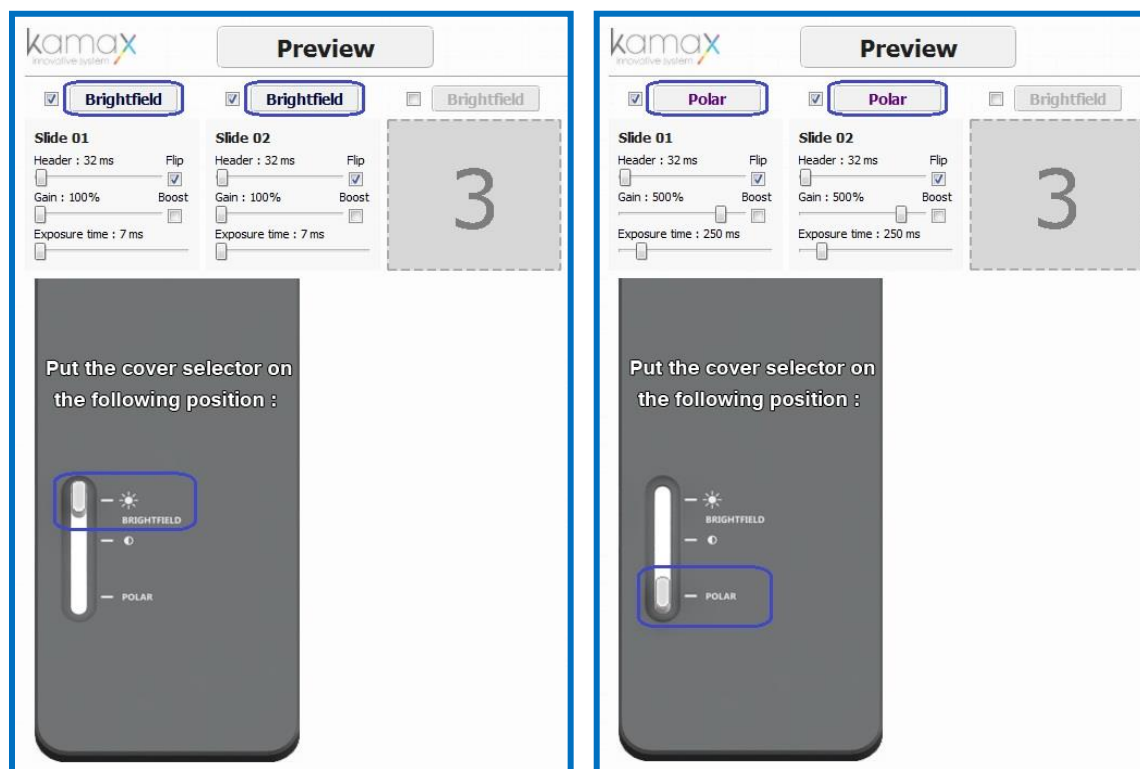 kamax
innovative system
Preview
Brightfield Brightfield Brightfield
Slide 01 Slide 02
Header : 32 ms Flip Header : 32 ms Flip
Gain : 100% Boost Gain : 100% Boost
Exposure time : 7 ms Exposure time : 7 ms
3
Put the cover selector on
the following position :
BRIGHTFIELD
POLAR
kamax
innovative system
Preview
Polar Polar Brightfield
Slide 01 Slide 02
Header : 32 ms Flip Header : 32 ms Flip
Gain : 500% Boost Gain : 500% Boost
Exposure time : 250 ms Exposure time : 250 ms
3
Put the cover selector on
the following position :
BRIGHTFIELD
POLAR